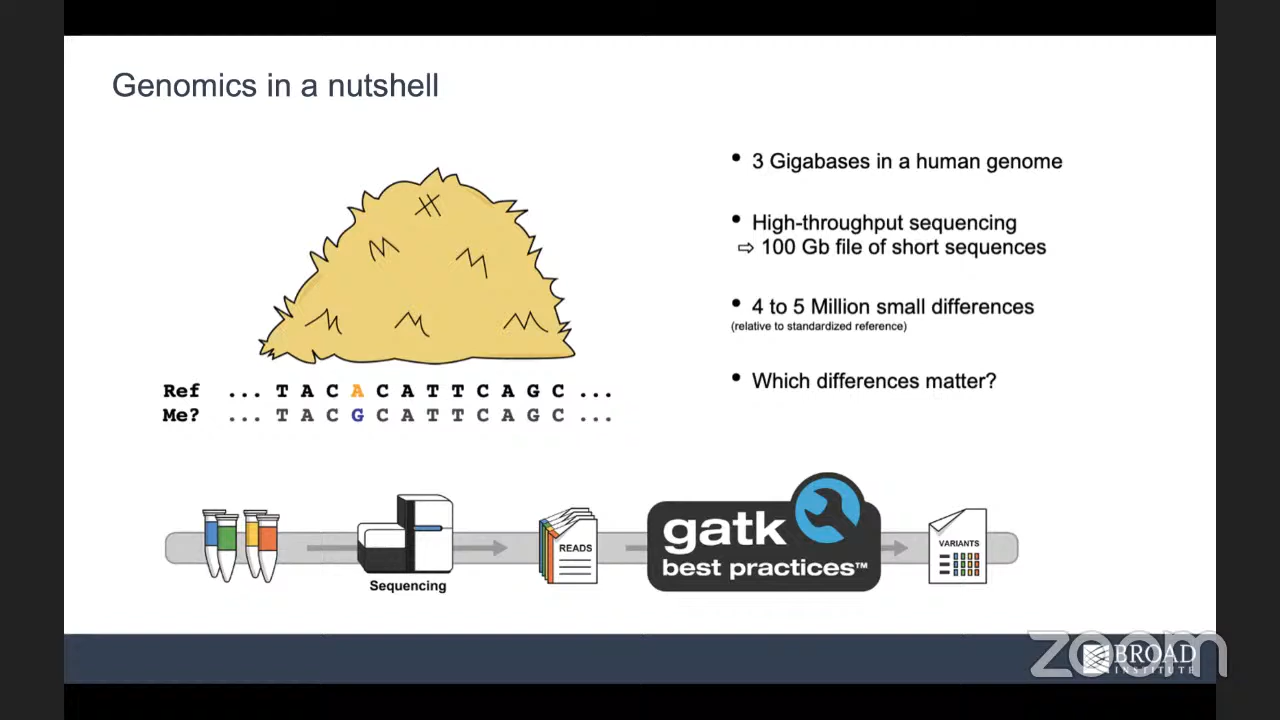 Genomics in a nutshell
• 3 Gigabases in a human genome
• High-throughput sequencing
⇨ 100 Gb file of short sequences
• 4 to 5 Million small differences
(relative to standardized reference)
• Which differences matter?
Ref ... T A C A C A T T C A G C ...
Me? ... T A C G C A T T C A G C ...
Sequencing
READS
gatk
best practices™
VARIANTS
zoom
BROAD
INSTITUTE